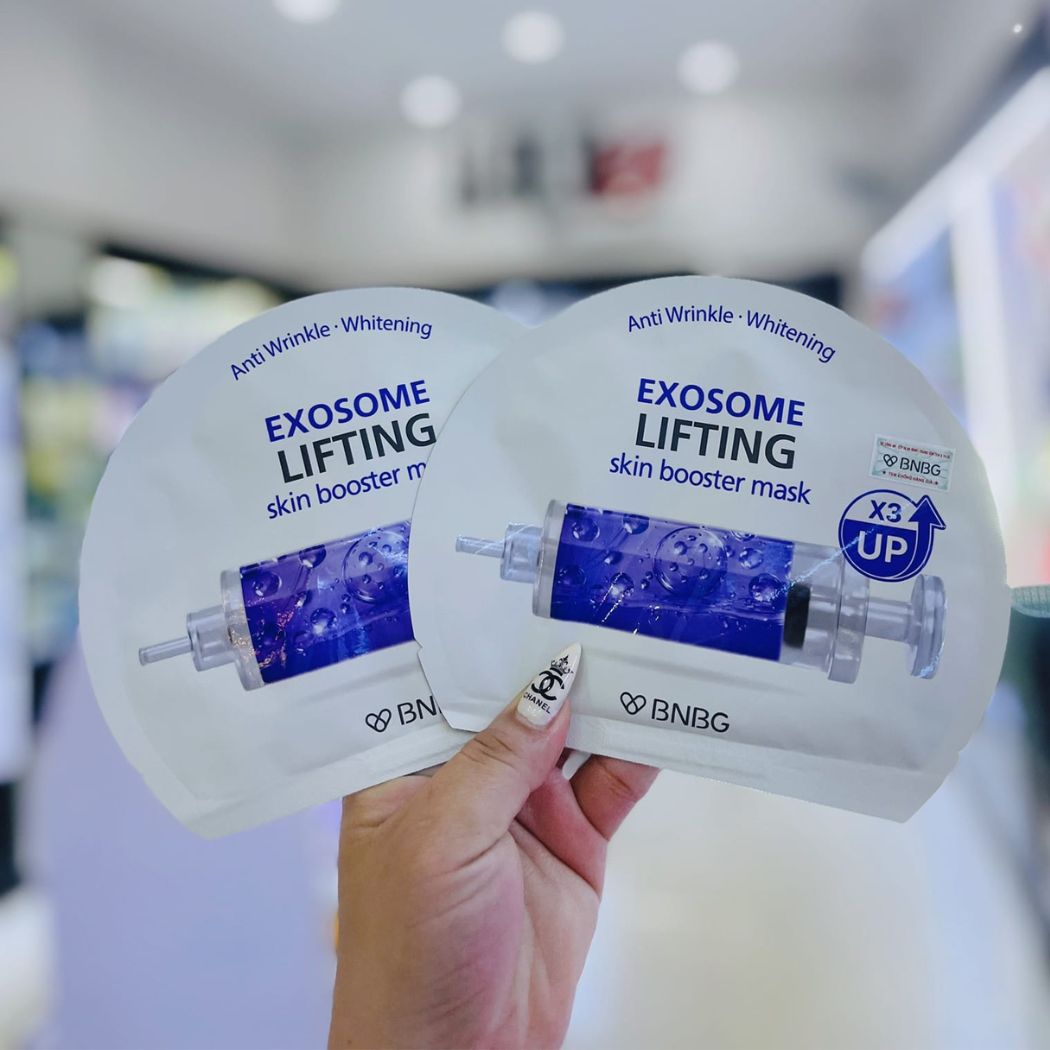 Anti Wrinkle · Whitening
EXOSOME
LIFTING
skin booster m
BN
Anti Wrinkle · Whitening
EXOSOME
LIFTING
skin booster mask
BNBG
X3
UP
BNBG
CHANEL